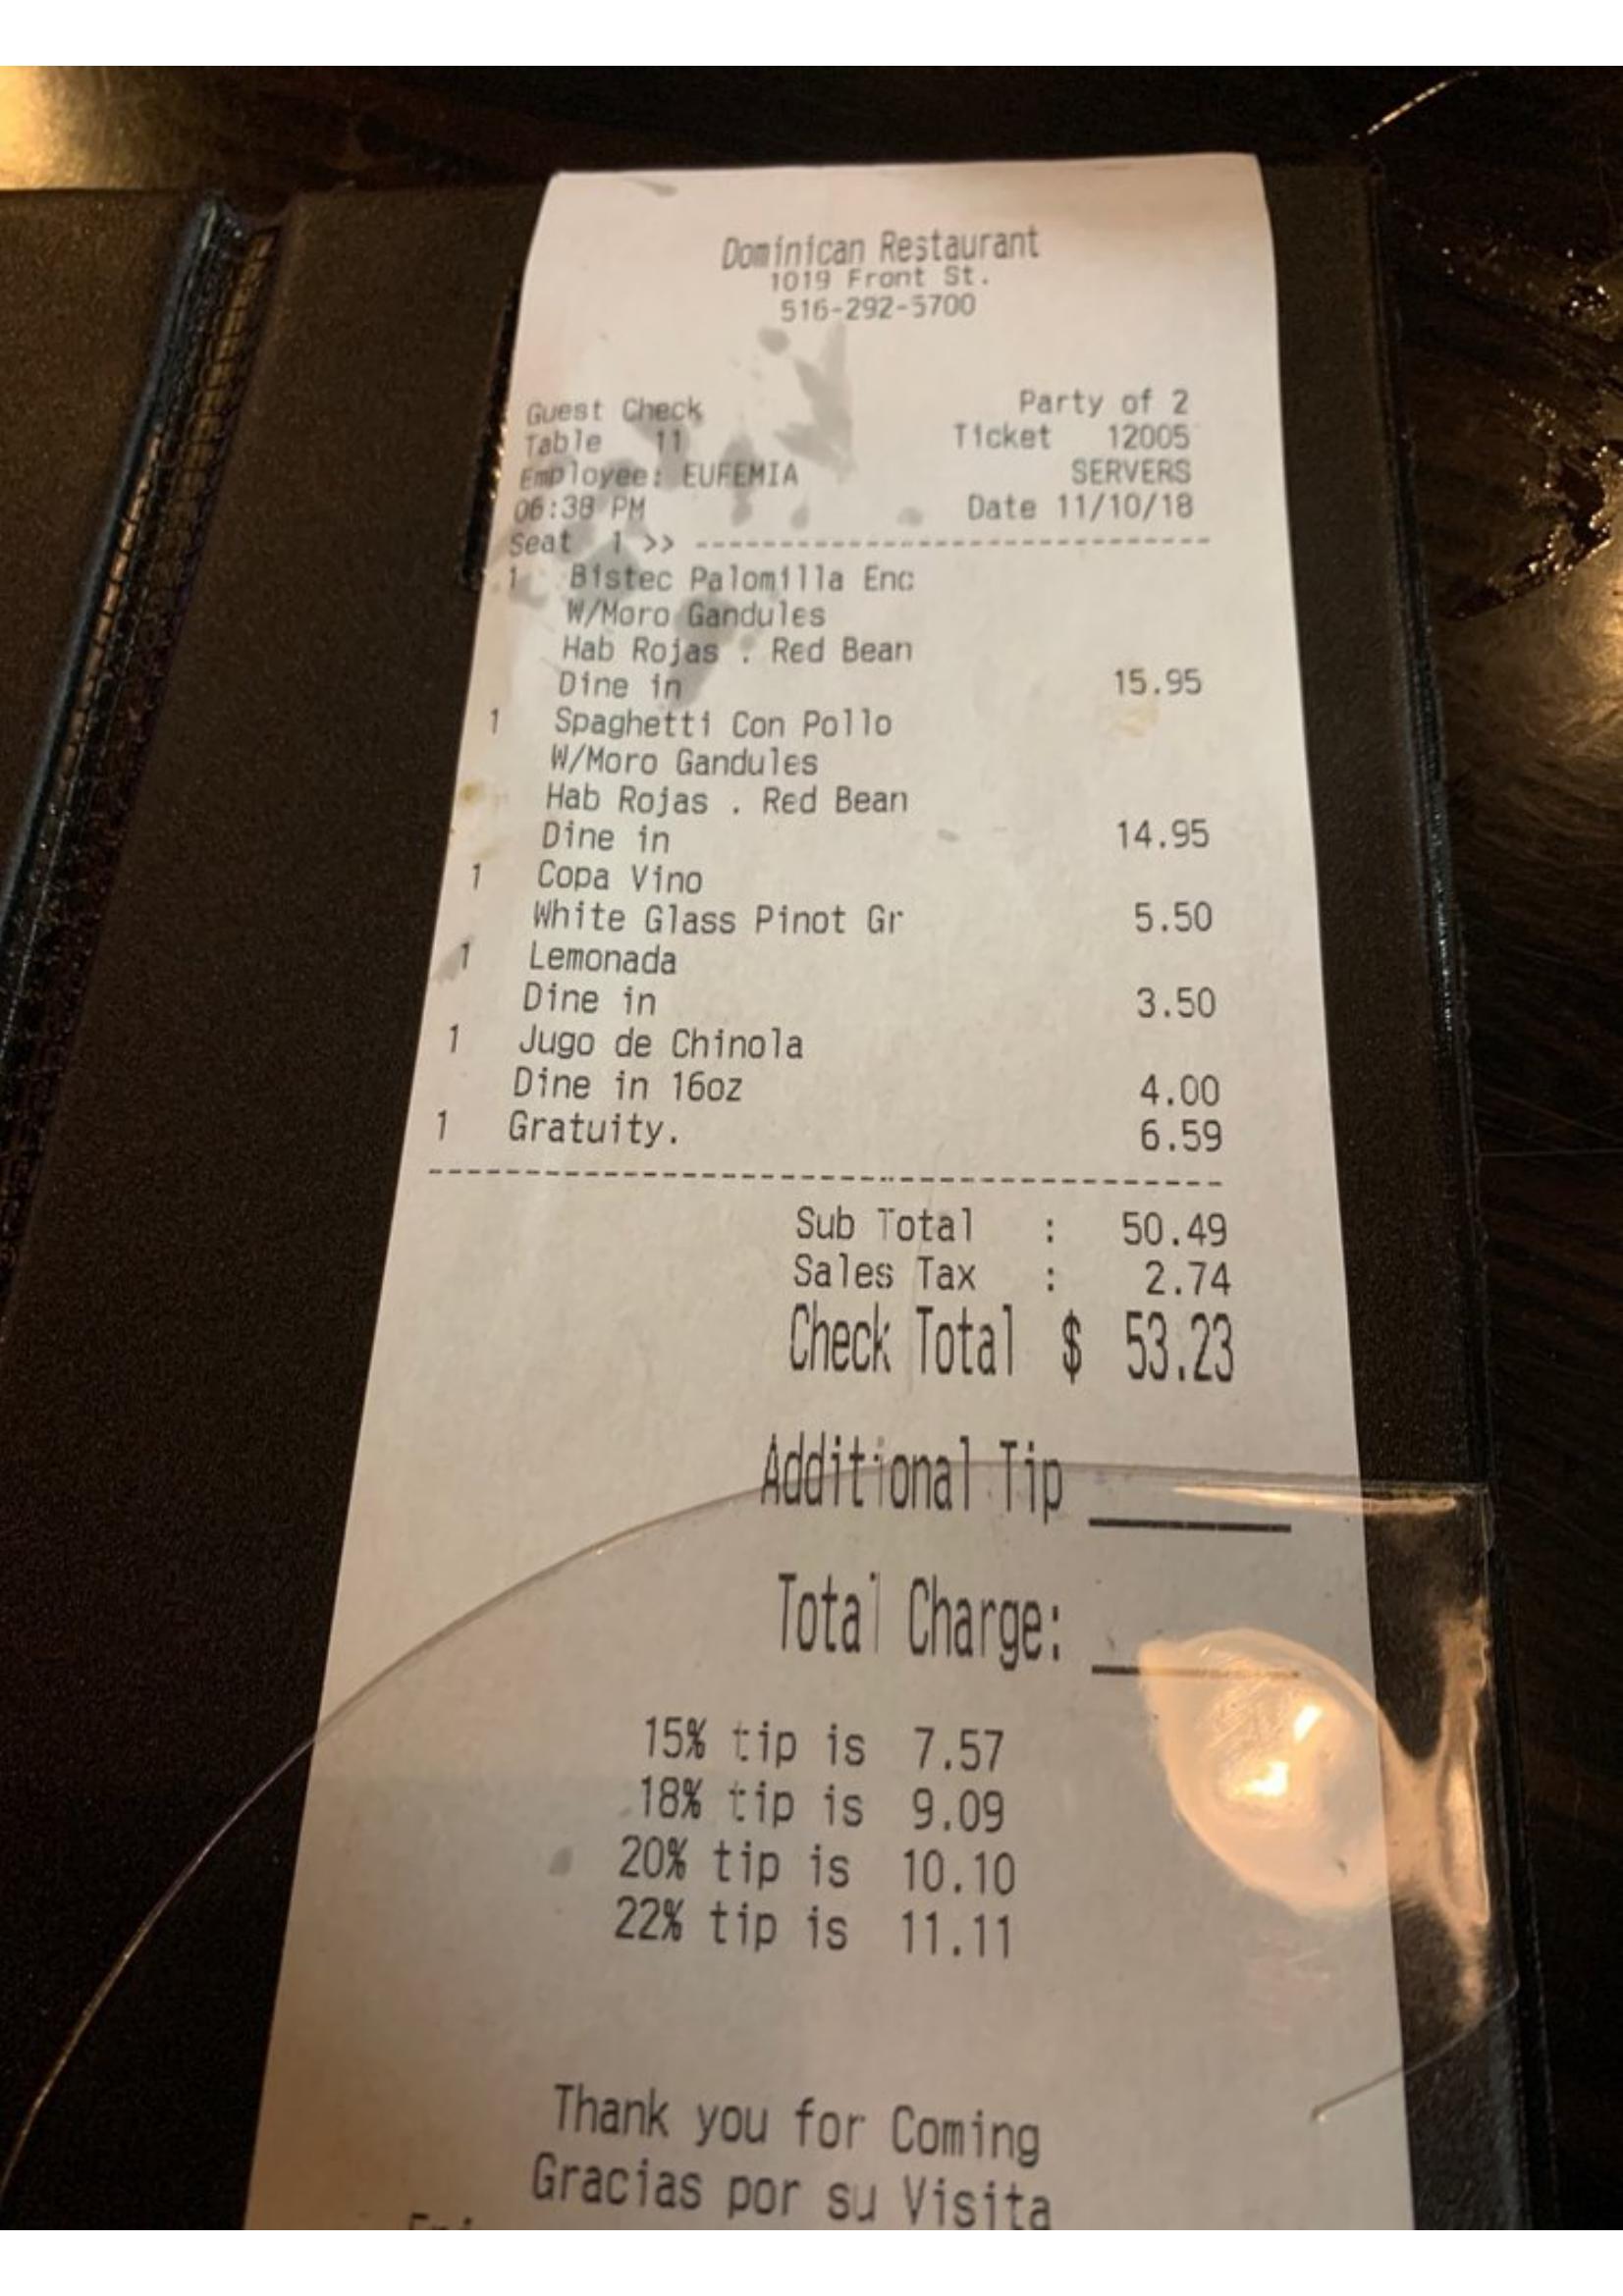 Dominican Restaurant
1019 Front St.
516-292-5700
Guest Check Party of 2
Table 11 Ticket 12005
Employee: EUFEMIA SERVERS
06:38 PM Date 11/10/18
Seat 1 >> --------------------------------
1 Bistec Palomilla Enc
W/Moro Gandules
Hab Rojas . Red Bean
Dine in 15.95
1 Spaghetti Con Pollo
W/Moro Gandules
Hab Rojas . Red Bean
Dine in 14.95
1 Copa Vino
White Glass Pinot Gr 5.50
1 Lemonada
Dine in 3.50
1 Jugo de Chinola
Dine in 16oz 4.00
1 Gratuity. 6.59
----------------------------------------
Sub Total : 50.49
Sales Tax : 2.74
Check Total $ 53.23
Additional Tip ______
Total Charge: ______
15% tip is 7.57
18% tip is 9.09
20% tip is 10.10
22% tip is 11.11
Thank you for Coming
Gracias por su Visita